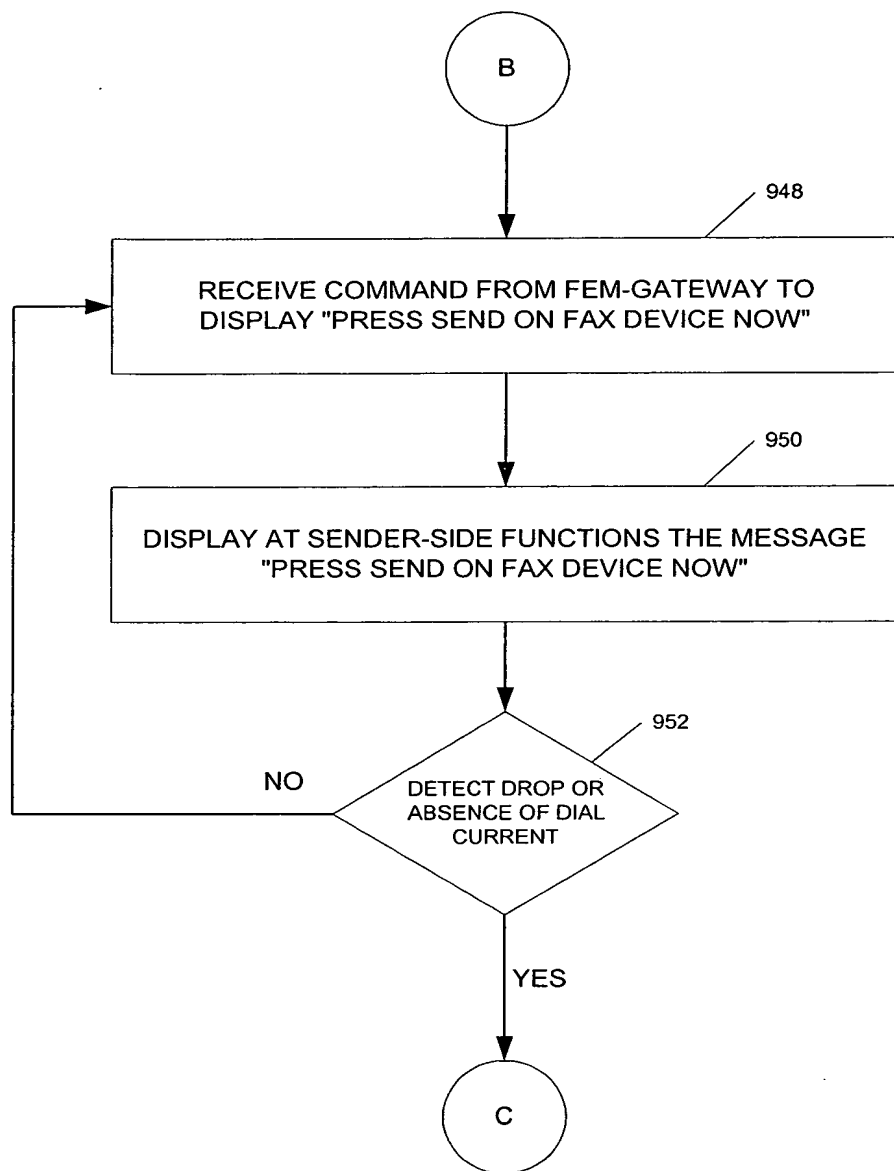 B
948
RECEIVE COMMAND FROM FEM-GATEWAY TO
DISPLAY "PRESS SEND ON FAX DEVICE NOW"
950
DISPLAY AT SENDER-SIDE FUNCTIONS THE MESSAGE
"PRESS SEND ON FAX DEVICE NOW"
952
NO
DETECT DROP OR
ABSENCE OF DIAL
CURRENT
YES
C